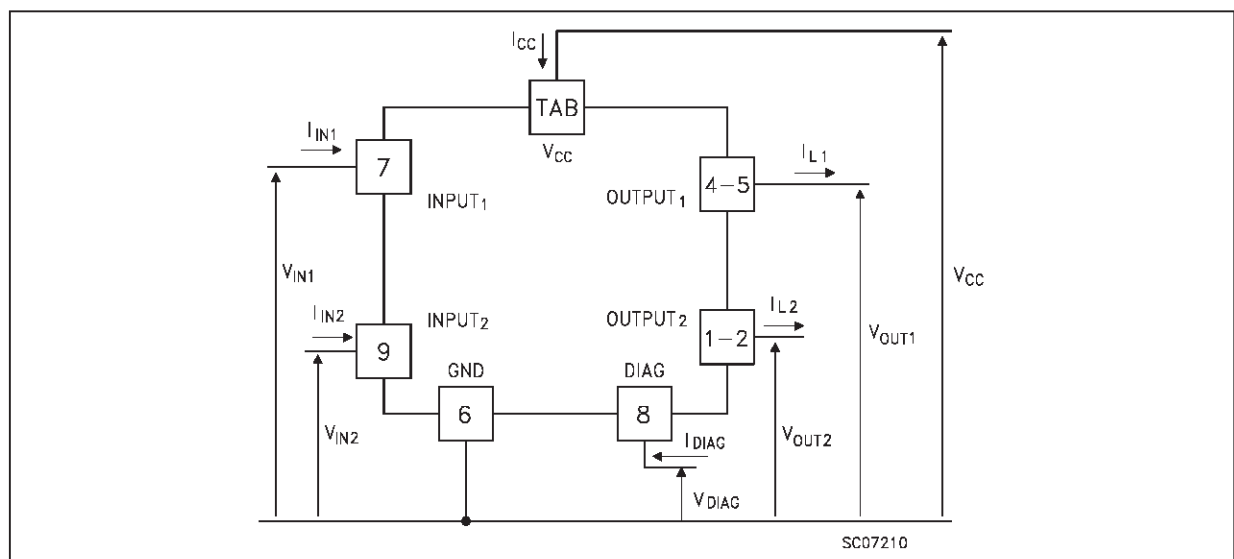 I_CC
TAB
V_CC
I_IN1
7
INPUT_1
I_L1
4-5
OUTPUT_1
V_IN1
V_CC
I_IN2
INPUT_2
9
OUTPUT_2
I_L2
1-2
V_OUT1
GND
6
DIAG
8
V_IN2
I_DIAG
V_OUT2
V_DIAG
SC07210